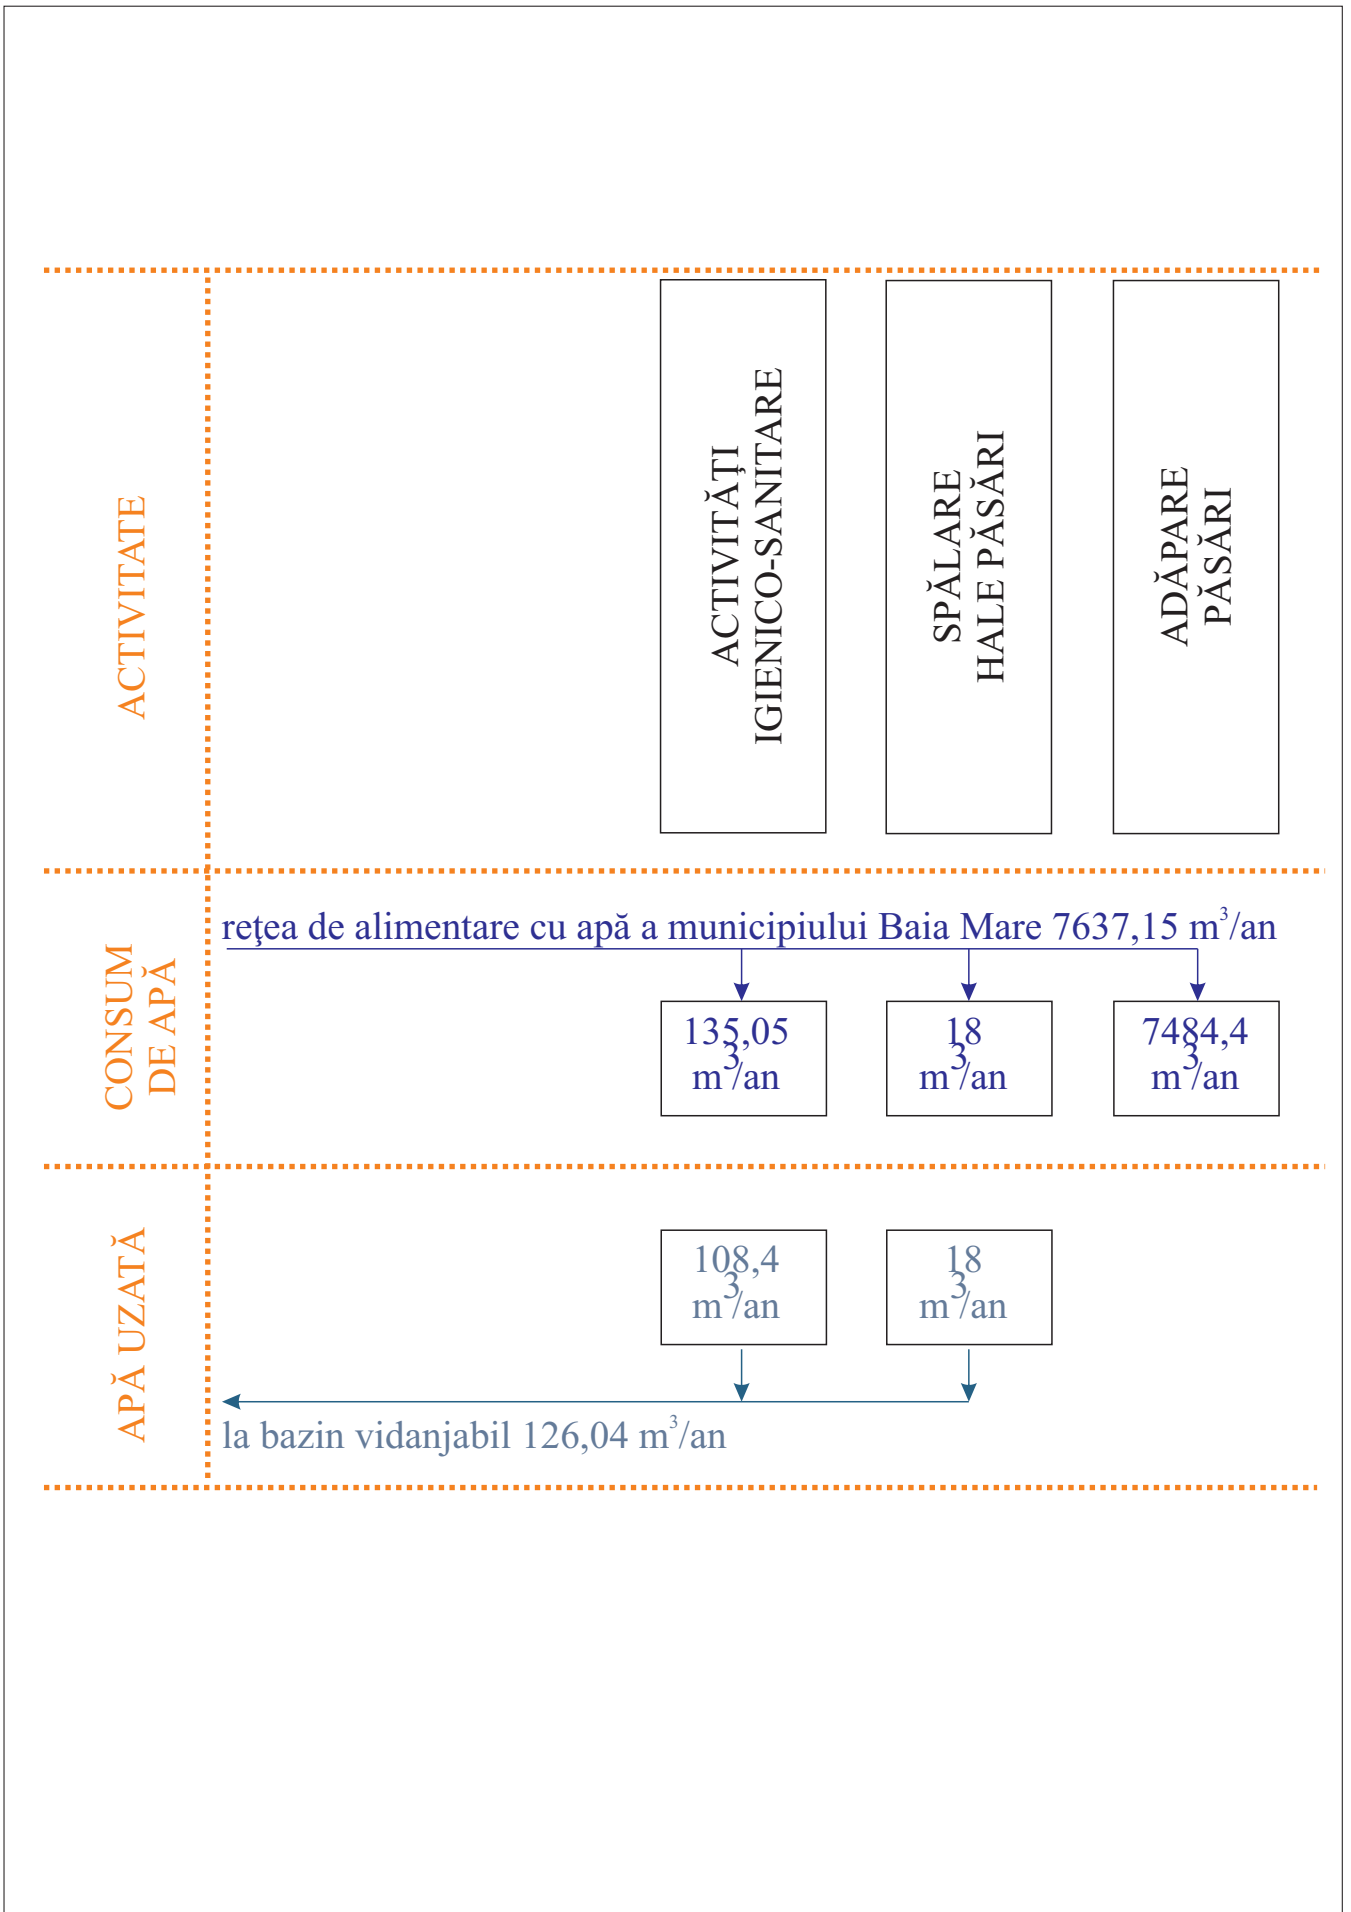 ACTIVITATE
ACTIVITĂŢI
IGIENICO-SANITARE
SPĂLARE
HALE PĂSĂRI
ADĂPARE
PĂSĂRI
CONSUM
DE APĂ
reţea de alimentare cu apă a municipiului Baia Mare 7637,15 m³/an
135,05
m³/an
18
m³/an
7484,4
m³/an
APĂ UZATĂ
108,4
m³/an
18
m³/an
la bazin vidanjabil 126,04 m³/an